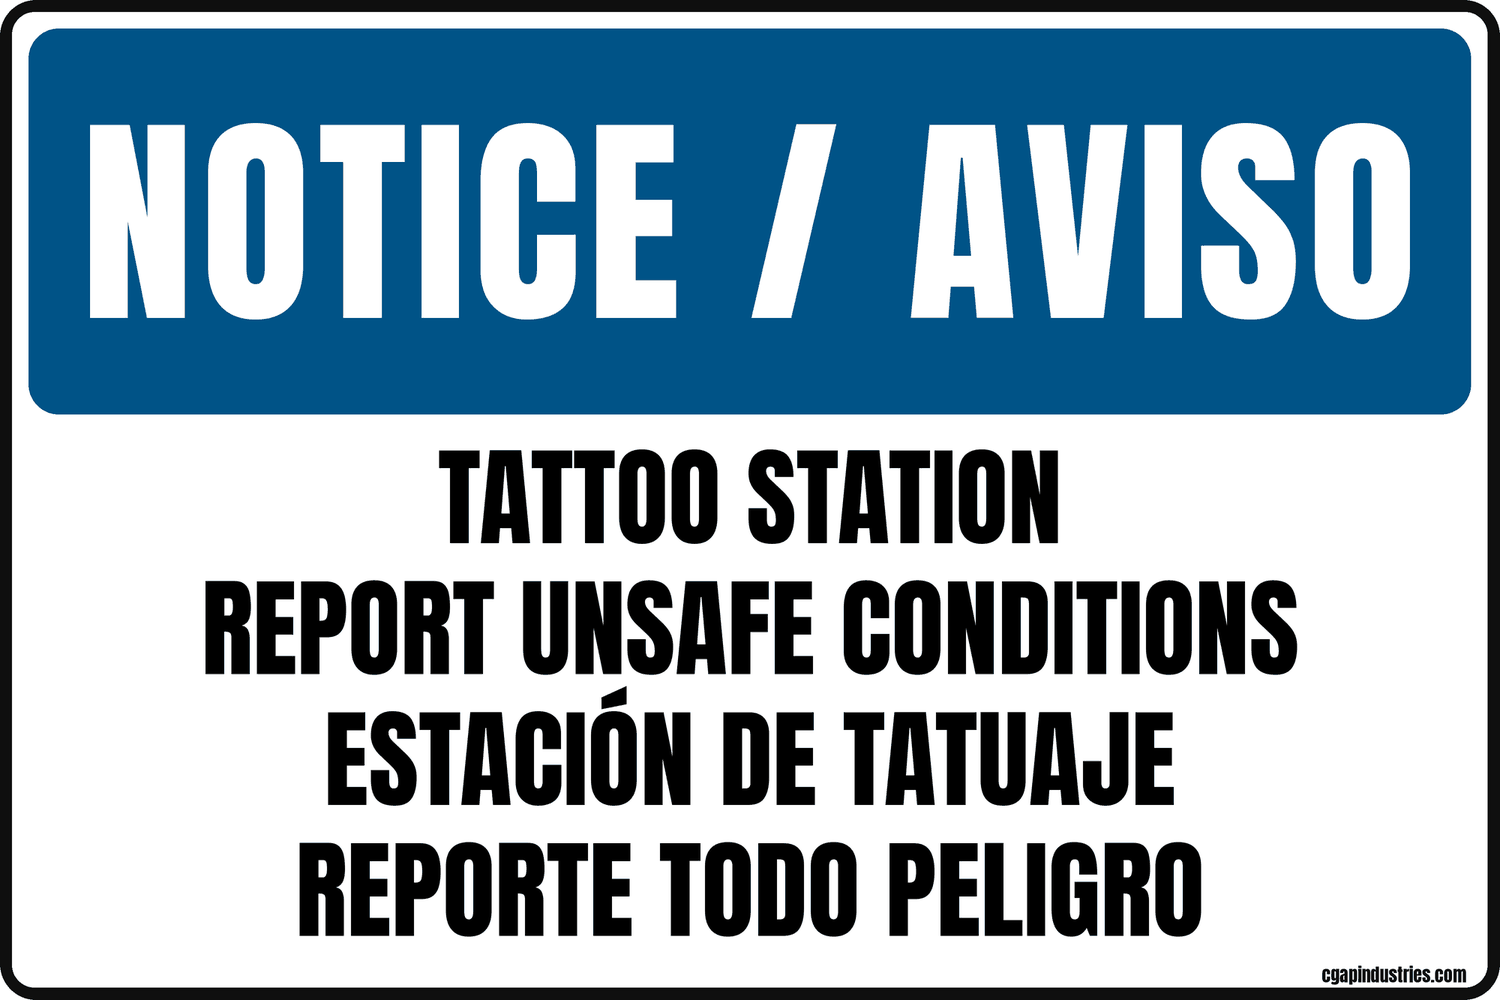 NOTICE / AVISO
TATTOO STATION
REPORT UNSAFE CONDITIONS
ESTACIÓN DE TATUAJE
REPORTE TODO PELIGRO
cgapindustries.com